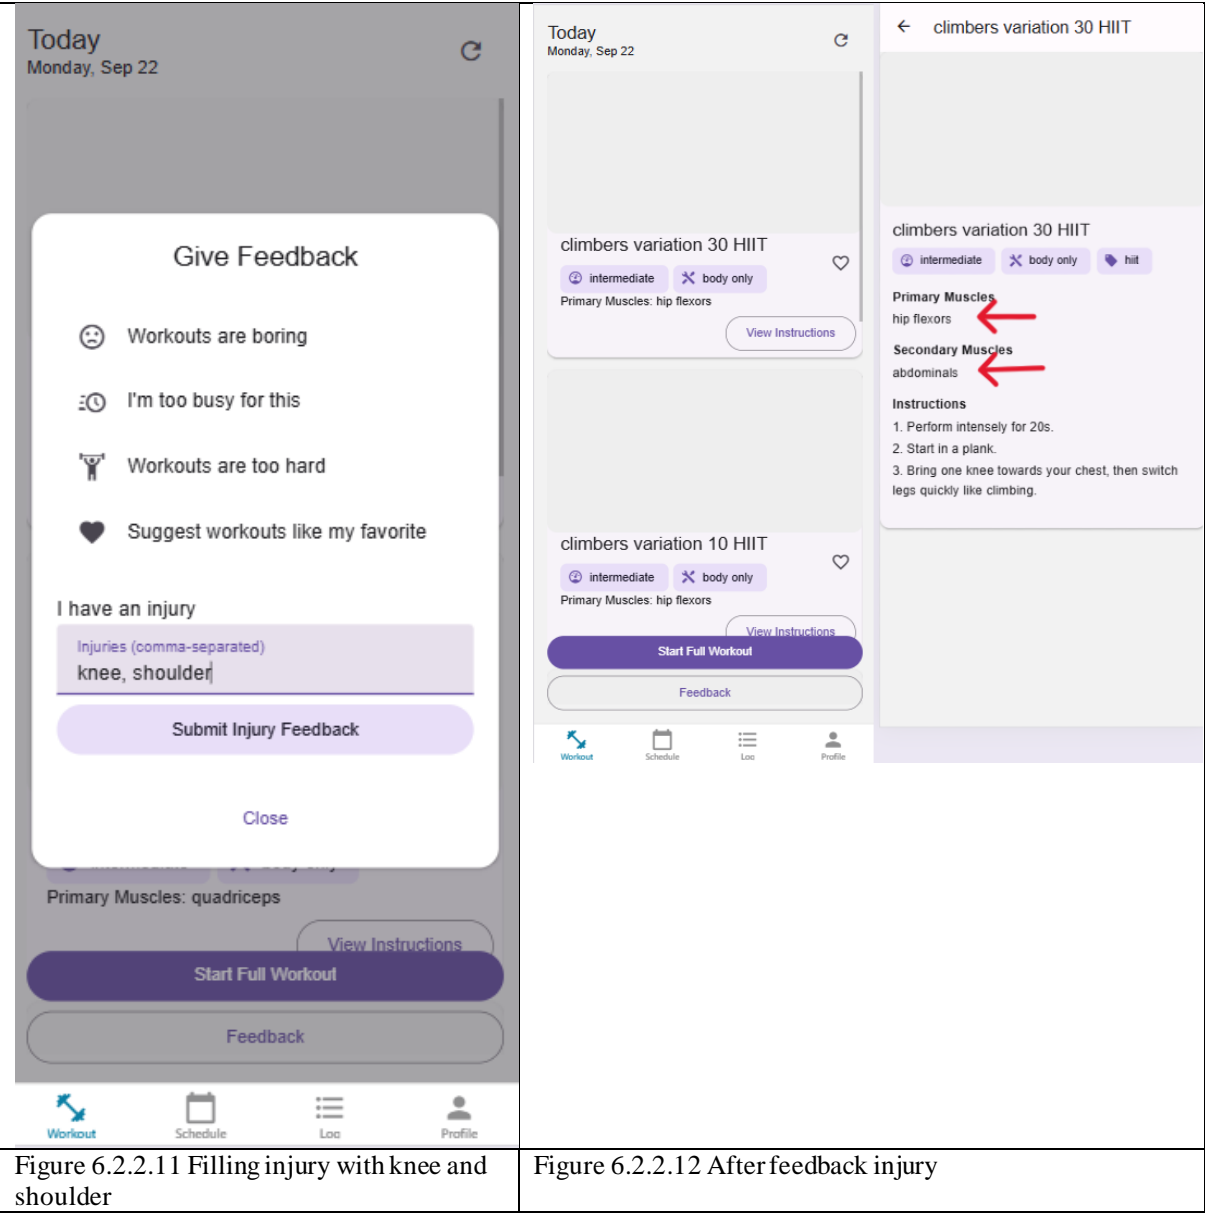 Today
Monday, Sep 22
Give Feedback
Workouts are boring
I'm too busy for this
Workouts are too hard
Suggest workouts like my favorite
I have an injury
Injuries (comma-separated)
knee, shoulder
Submit Injury Feedback
Close
intermediate body only
Primary Muscles: quadriceps
View Instructions
Start Full Workout
Feedback
Workout Schedule Log Profile
Figure 6.2.2.11 Filling injury with knee and
shoulder
Today
Monday, Sep 22
climbers variation 30 HIIT
intermediate body only
Primary Muscles: hip flexors
View Instructions
climbers variation 10 HIIT
intermediate body only
Primary Muscles: hip flexors
View Instructions
Start Full Workout
Feedback
Workout Schedule Log Profile
climbers variation 30 HIIT
climbers variation 30 HIIT
intermediate body only hiit
Primary Muscles
hip flexors
Secondary Muscles
abdominals
Instructions
1. Perform intensely for 20s.
2. Start in a plank.
3. Bring one knee towards your chest, then switch
legs quickly like climbing.
Figure 6.2.2.12 After feedback injury